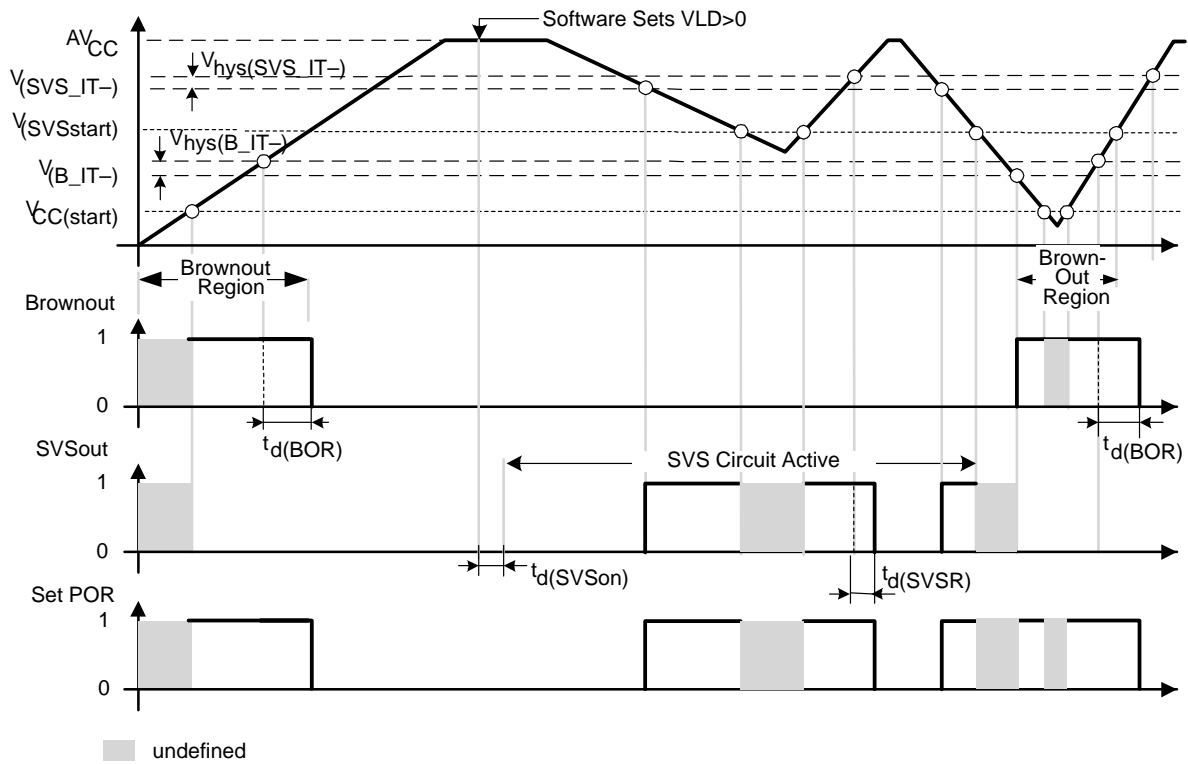 Software Sets VLD>0
AVCC
Vhys(SVS_IT–)
V(SVS_IT–)
V(SVSstart)
Vhys(B_IT–)
V(B_IT–)
VCC(start)
Brownout
Region
Brown-
Out
Region
Brownout
1
0
td(BOR)
td(BOR)
SVSout
SVS Circuit Active
1
0
td(SVSon)
td(SVSR)
Set POR
1
0
undefined